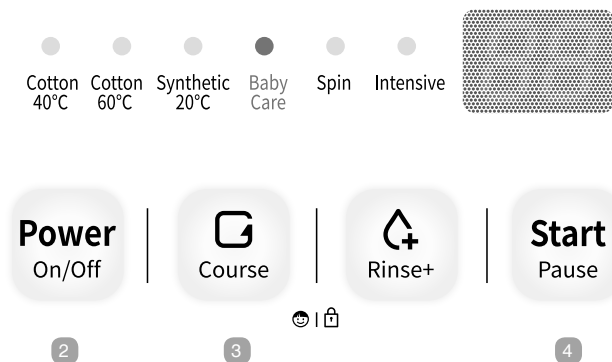 Cotton 40°C
Cotton 60°C
Synthetic 20°C
Baby Care
Spin
Intensive
Power
On/Off
Course
Rinse+
Start
Pause
2
3
4